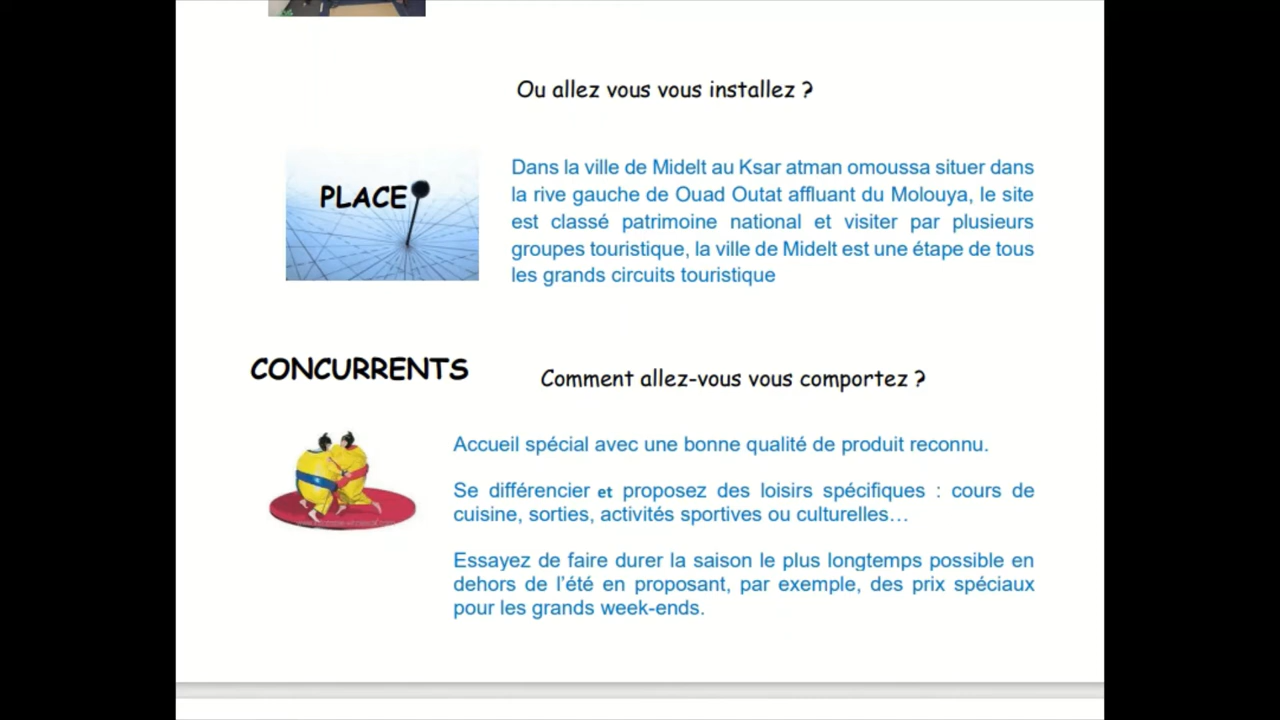 Ou allez vous vous installez ?
PLACE
Dans la ville de Midelt au Ksar atman omoussa situer dans
la rive gauche de Ouad Outat affluant du Molouya, le site
est classé patrimoine national et visiter par plusieurs
groupes touristique, la ville de Midelt est une étape de tous
les grands circuits touristique
CONCURRENTS
Comment allez-vous vous comportez ?
Accueil spécial avec une bonne qualité de produit reconnu.
Se différencier et proposez des loisirs spécifiques : cours de
cuisine, sorties, activités sportives ou culturelles…
Essayez de faire durer la saison le plus longtemps possible en
dehors de l’été en proposant, par exemple, des prix spéciaux
pour les grands week-ends.